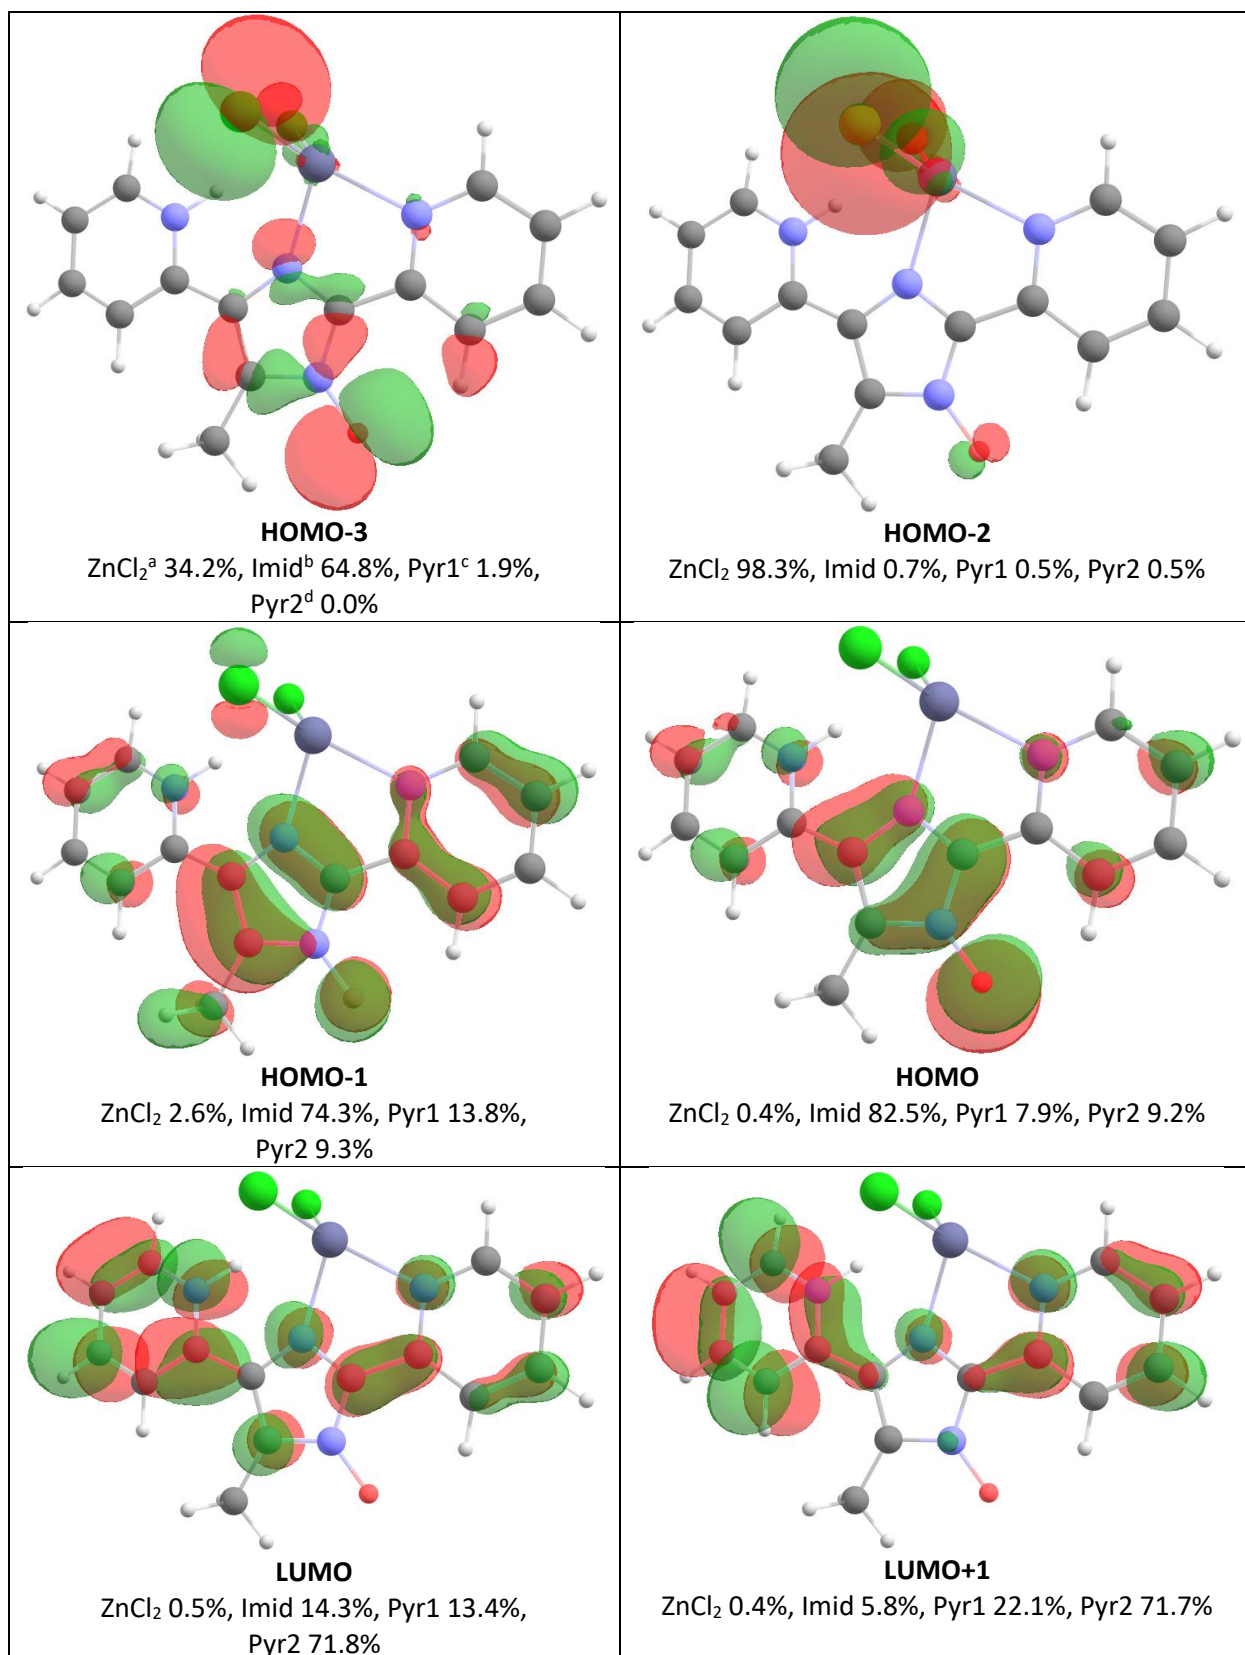 HOMO-3
ZnCl₂ᵃ 34.2%, Imidᵇ 64.8%, Pyr1ᶜ 1.9%,
Pyr2ᵈ 0.0%
HOMO-2
ZnCl₂ 98.3%, Imid 0.7%, Pyr1 0.5%, Pyr2 0.5%
HOMO-1
ZnCl₂ 2.6%, Imid 74.3%, Pyr1 13.8%,
Pyr2 9.3%
HOMO
ZnCl₂ 0.4%, Imid 82.5%, Pyr1 7.9%, Pyr2 9.2%
LUMO
ZnCl₂ 0.5%, Imid 14.3%, Pyr1 13.4%,
Pyr2 71.8%
LUMO+1
ZnCl₂ 0.4%, Imid 5.8%, Pyr1 22.1%, Pyr2 71.7%